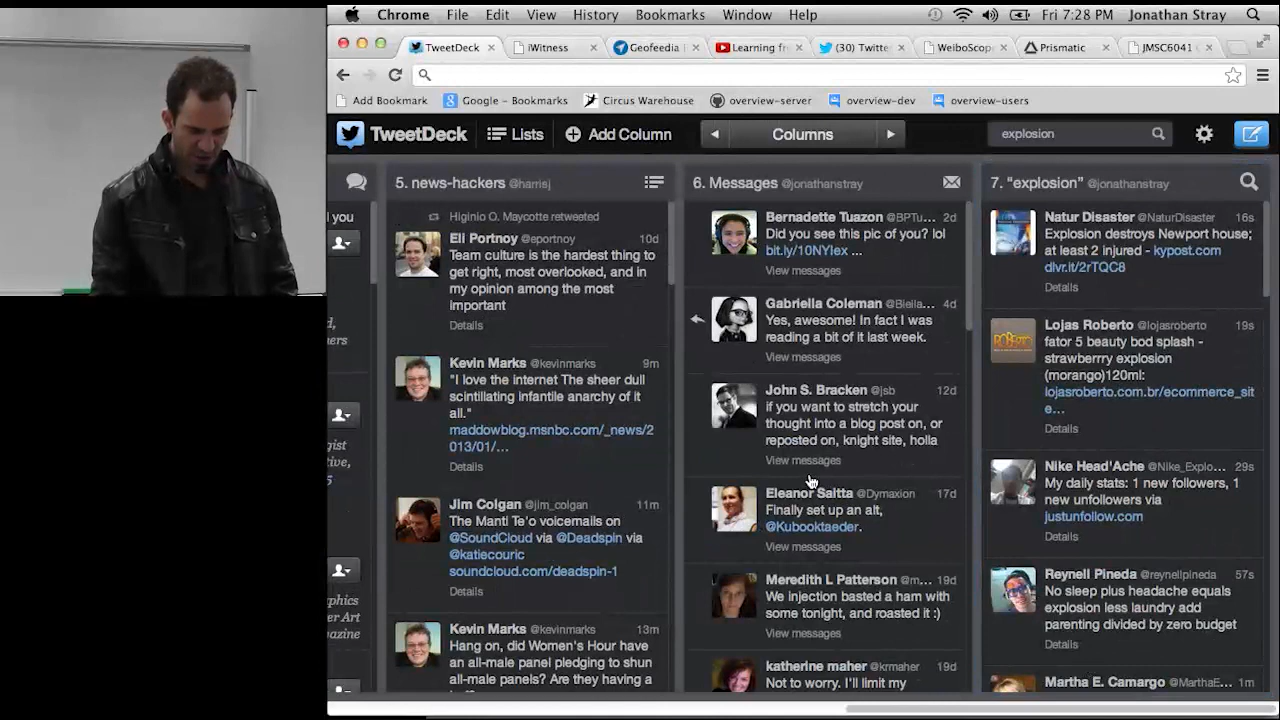 Chrome File Edit View History Bookmarks Window Help Fri 7:28 PM Jonathan Stray
TweetDeck iWitness Geofeedia Learning fr (30) Twitte WeiboScop Prismatic JMSC6041
Add Bookmark Google - Bookmarks Circus Warehouse overview-server overview-dev overview-users
TweetDeck Lists Add Column Columns explosion
l you
ners
gist
tive,
5
phics
er Art
gazine
5. news-hackers @harrisj
Higinio O. Maycotte retweeted
Eli Portnoy @eportnoy 10d
Team culture is the hardest thing to
get right, most overlooked, and in
my opinion among the most
important
Details
Kevin Marks @kevinmarks 9m
"I love the internet The sheer dull
scintillating infantile anarchy of it
all."
maddowblog.msnbc.com/_news/2
013/01/...
Details
Jim Colgan @jim_colgan 11m
The Manti Te'o voicemails on
@SoundCloud via @Deadspin via
@katiecouric
soundcloud.com/deadspin-1
Details
Kevin Marks @kevinmarks 13m
Hang on, did Women's Hour have
an all-male panel pledging to shun
all-male panels? Are they having a
6. Messages @jonathanstray
Bernadette Tuazon @BPTu... 2d
Did you see this pic of you? lol
bit.ly/10NYlex ...
View messages
Gabriella Coleman @Biella... 4d
Yes, awesome! In fact I was
reading a bit of it last week.
View messages
John S. Bracken @jsb 12d
if you want to stretch your
thought into a blog post on, or
reposted on, knight site, holla
View messages
Eleanor Saitta @Dymaxion 17d
Finally set up an alt,
@Kubooktaeder.
View messages
Meredith L Patterson @m... 19d
We injection basted a ham with
some tonight, and roasted it :)
View messages
katherine maher @krmaher 19d
Not to worry. I'll limit my
7. "explosion" @jonathanstray
Natur Disaster @NaturDisaster 16s
Explosion destroys Newport house;
at least 2 injured - kypost.com
dlvr.it/2rTQC8
Details
Lojas Roberto @lojasroberto 19s
fator 5 beauty bod splash -
strawberrry explosion
(morango)120ml:
lojasroberto.com.br/ecommerce_sit
e...
Details
Nike Head'Ache @Nike_Explo... 29s
My daily stats: 1 new followers, 1
new unfollowers via
justunfollow.com
Details
Reynell Pineda @reynellpineda 57s
No sleep plus headache equals
explosion less laundry add
parenting divided by zero budget
Details
Martha E. Camargo @MarthaE... 1m